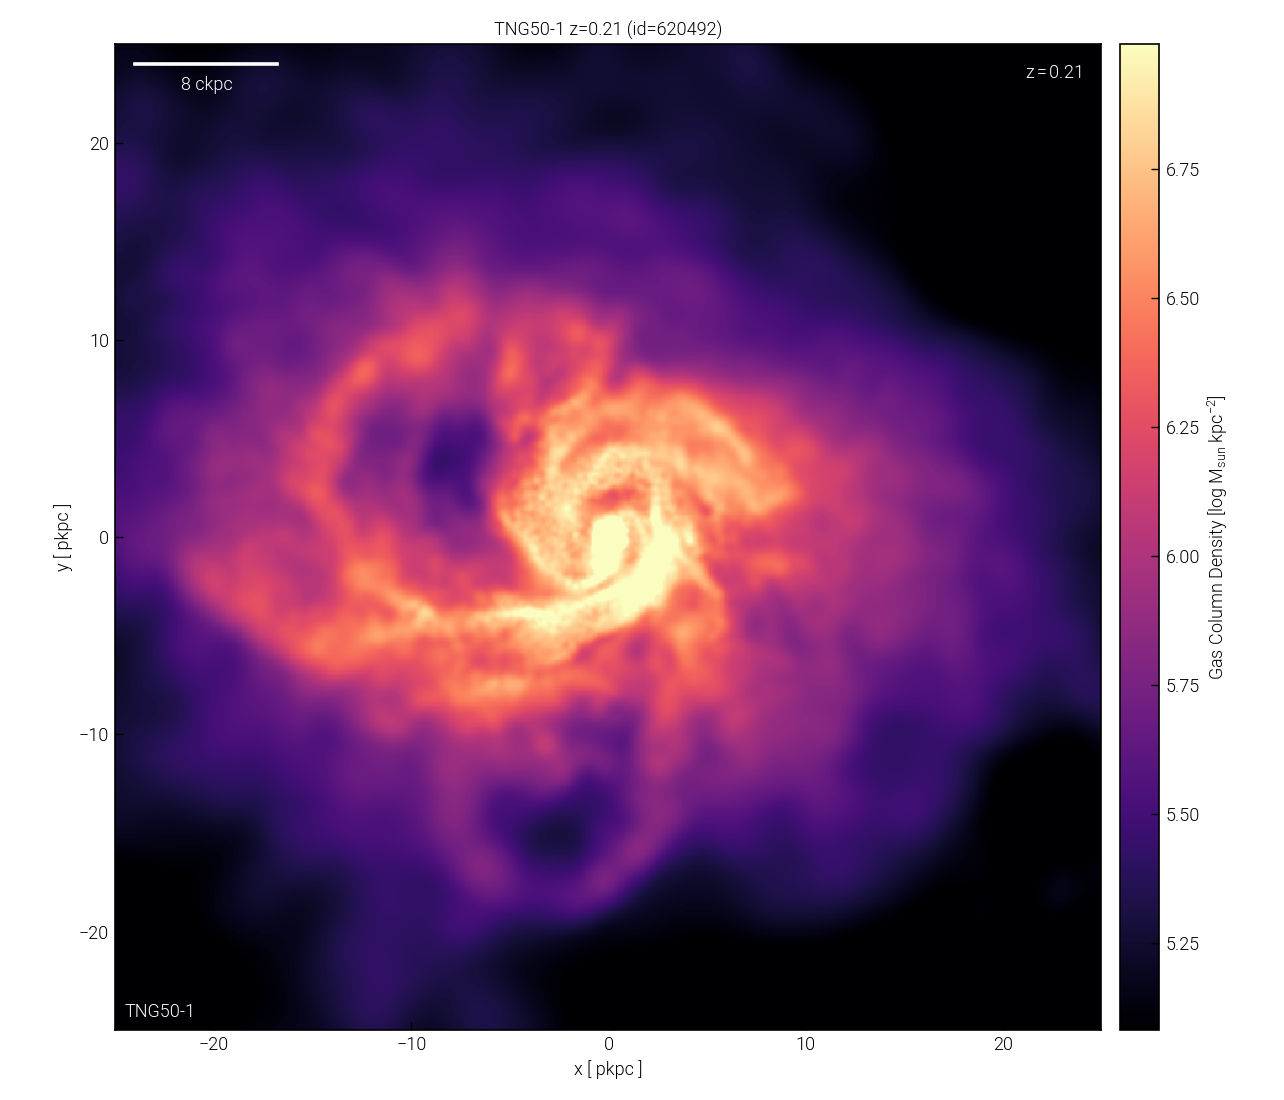 TNG50-1 z=0.21 (id=620492)
8 ckpc
z=0.21
20
10
0
−10
−20
y [ pkpc ]
TNG50-1
−20
−10
0
10
20
x [ pkpc ]
6.75
6.50
6.25
6.00
5.75
5.50
5.25
Gas Column Density [log M_sun kpc⁻²]